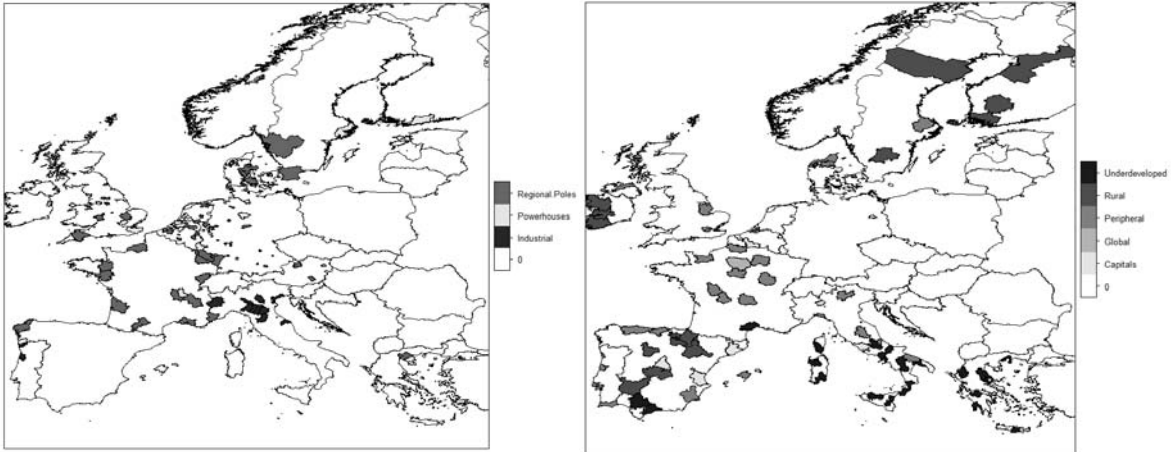 Regional Poles
Powerhouses
Industrial
0
Underdeveloped
Rural
Peripheral
Global
Capitals
0